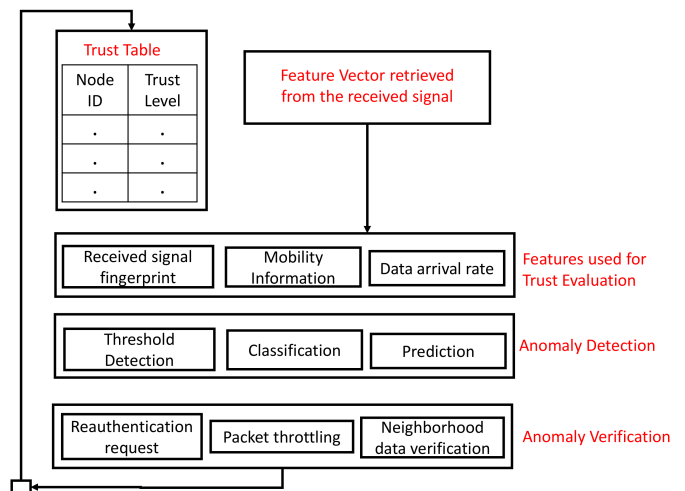 Trust Table
Node ID
Trust Level
. .
. .
. .
Feature Vector retrieved
from the received signal
Received signal
fingerprint
Mobility
Information
Data arrival rate
Features used for
Trust Evaluation
Threshold
Detection
Classification
Prediction
Anomaly Detection
Reauthentication
request
Packet throttling
Neighborhood
data verification
Anomaly Verification